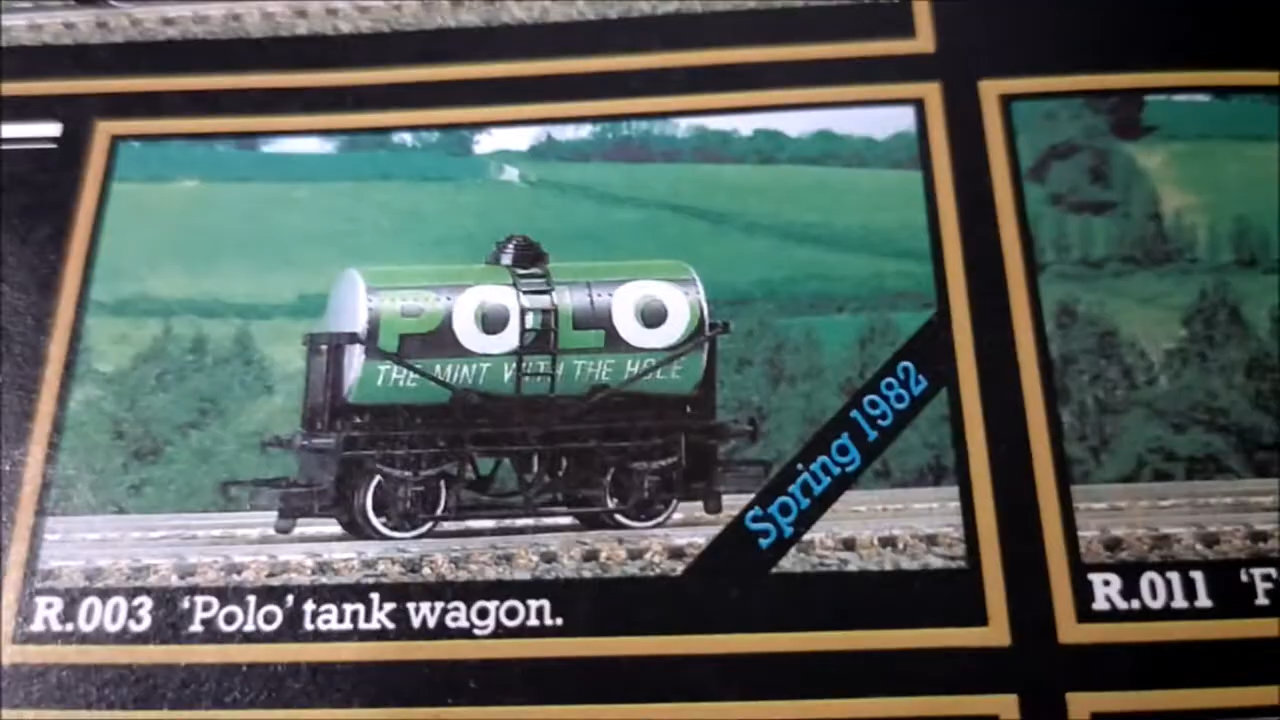 POLO
THE MINT WITH THE HOLE
Spring 1982
R.003 'Polo' tank wagon.
R.011 'F